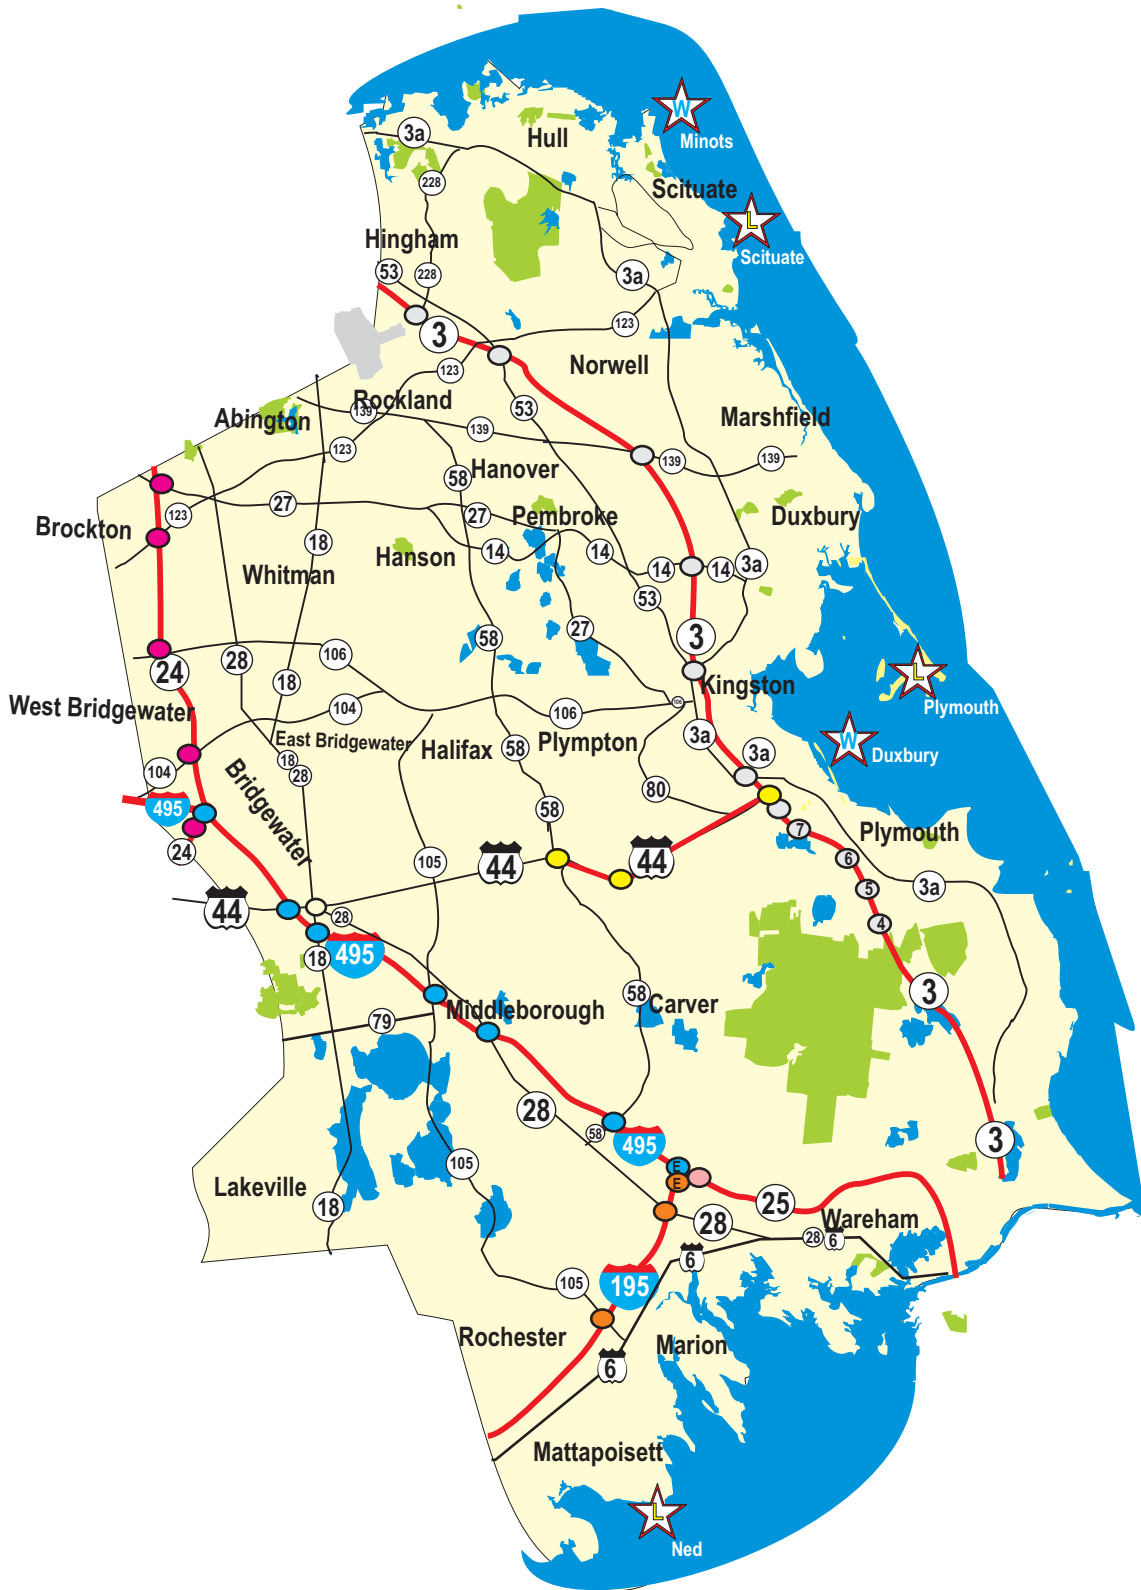 3a
W
Minots
Hull
228
Scituate
L
Scituate
Hingham
53
228
3a
3
123
Norwell
123
Rockland
139
53
Abington
139
Marshfield
123
139
139
Hanover
58
27
27
123
Pembroke
Duxbury
Brockton
18
14
14
Hanson
14
14
3a
Whitman
53
58
27
3
106
28
24
18
Kingston
L
Plymouth
106
104
106
West Bridgewater
3a
W
Duxbury
East Bridgewater
Halifax
58
Plympton
3a
18
28
104
Bridgewater
80
495
58
7
Plymouth
24
105
44
44
6
3a
5
44
28
4
18
495
58
3
Middleborough
Carver
79
28
58
495
3
105
E
E
Lakeville
18
28
25
Wareham
28
6
6
105
195
Rochester
Marion
6
Mattapoisett
L
Ned